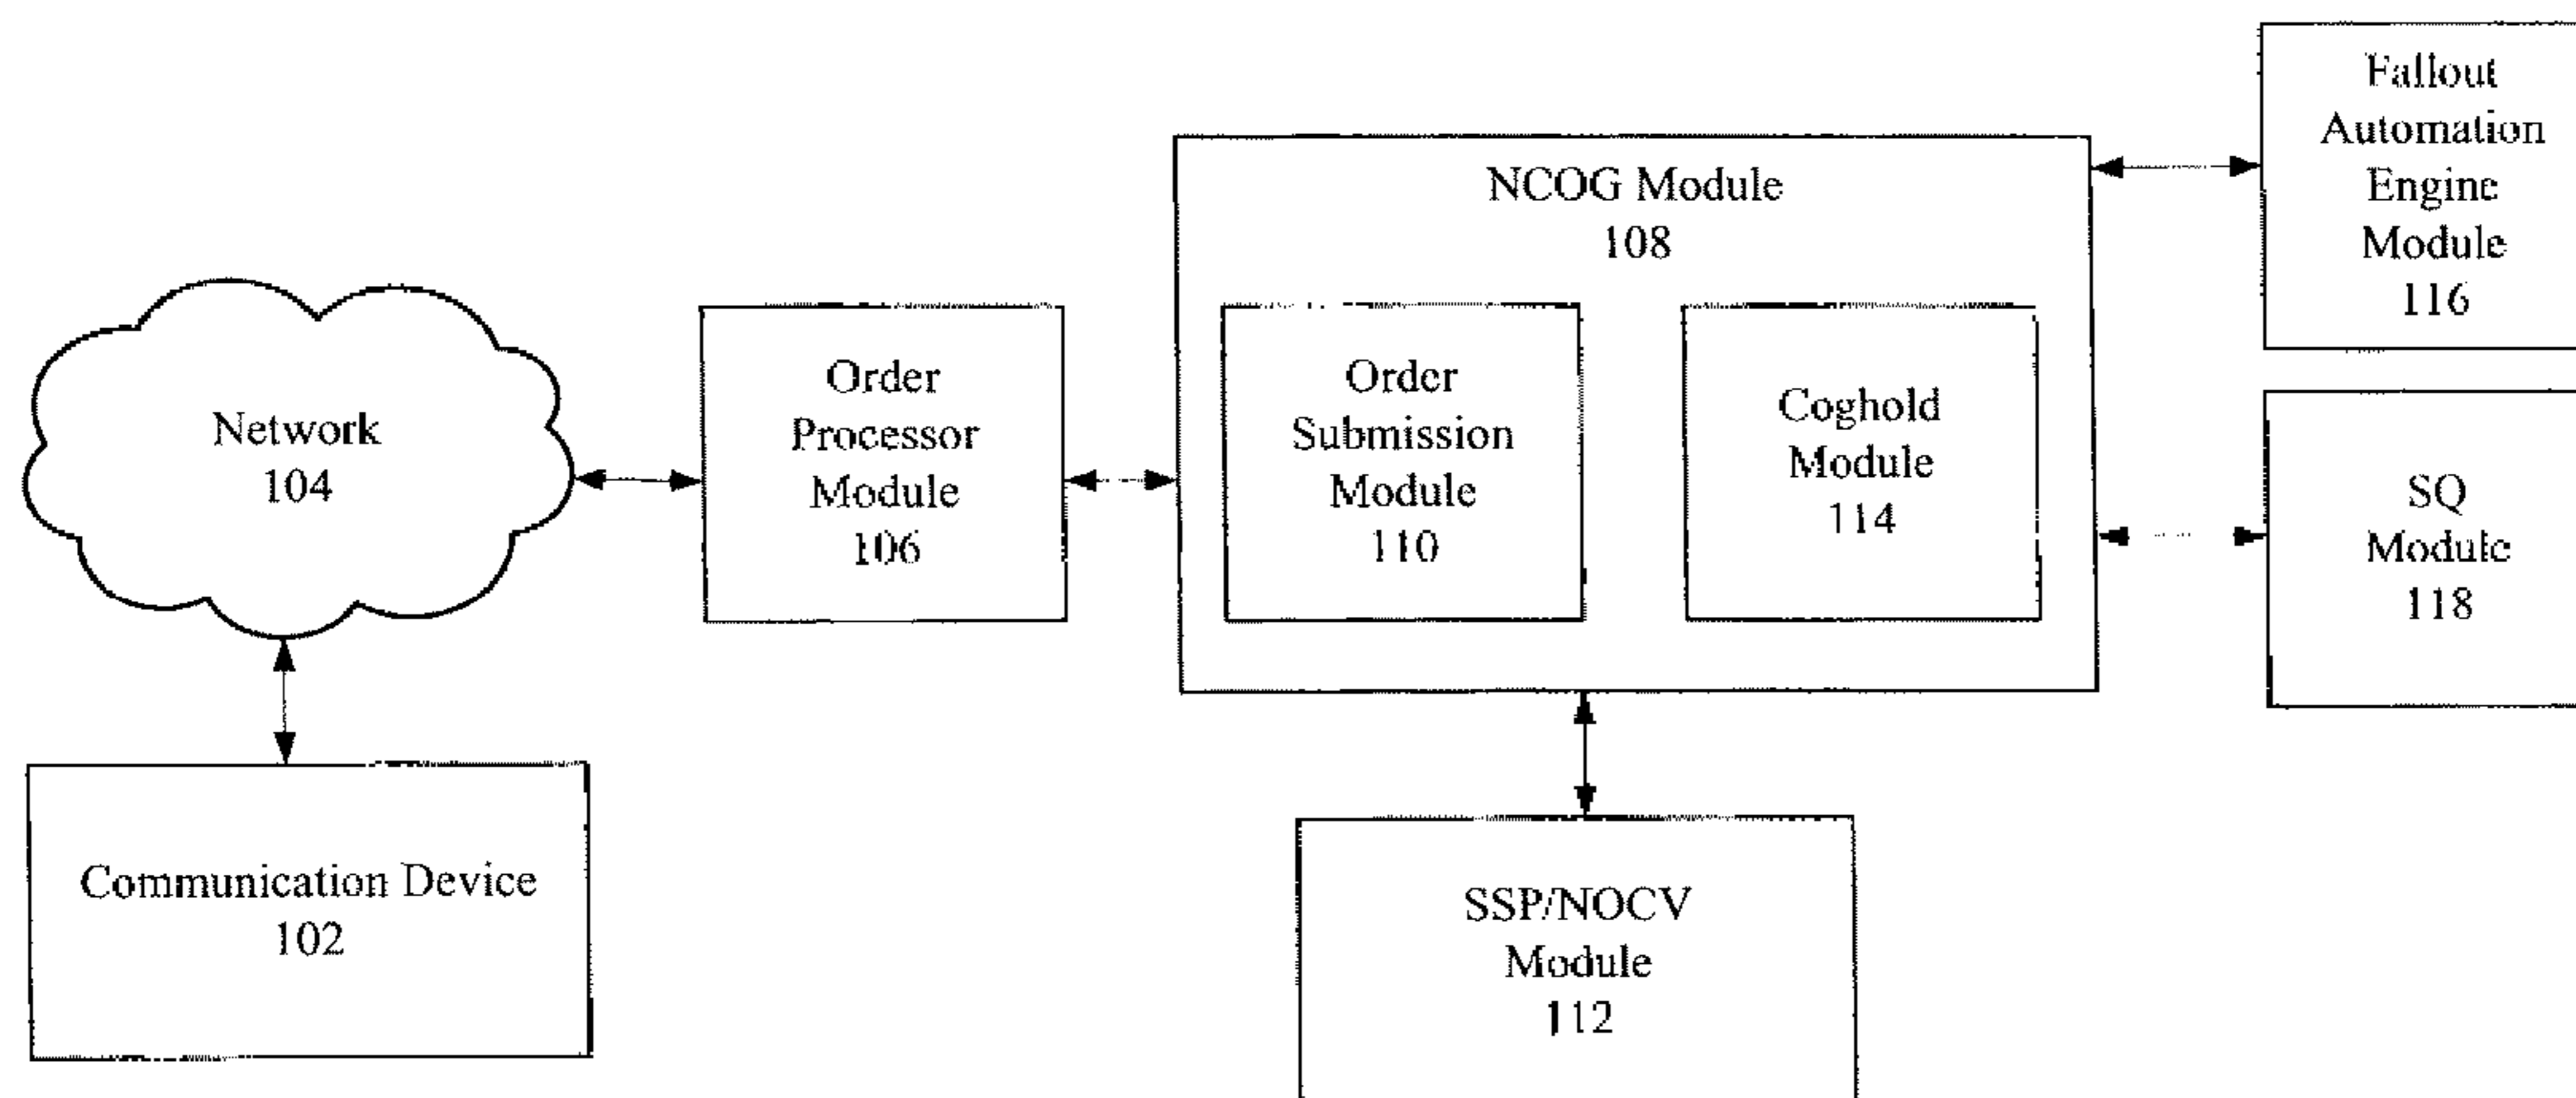 Network
104
Communication Device
102
Order
Processor
Module
106
NCOG Module
108
Order
Submission
Module
110
Coghold
Module
114
SSP/NOCV
Module
112
Fallout
Automation
Engine
Module
116
SQ
Module
118